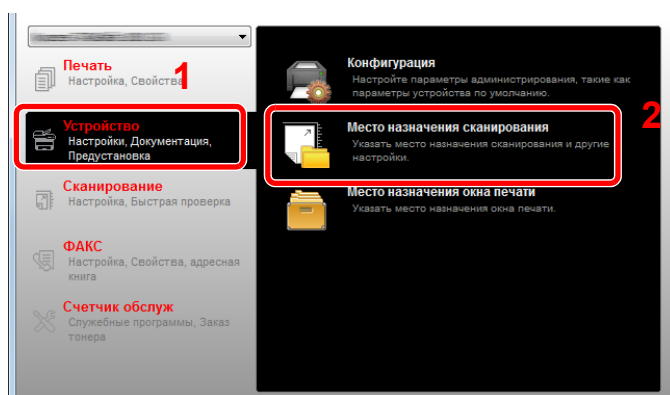 Печать
Настройка, Свойства
1
Устройство
Настройки, Документация,
Предустановка
Сканирование
Настройка, Быстрая проверка
ФАКС
Настройка, Свойства, адресная
книга
Счетчик обслуж
Служебные программы, Заказ
тонера
Конфигурация
Настройте параметры администрирования, такие как
параметры устройства по умолчанию.
2
Место назначения сканирования
Указать место назначения сканирования и другие
настройки.
Место назначения окна печати
Указать место назначения окна печати.